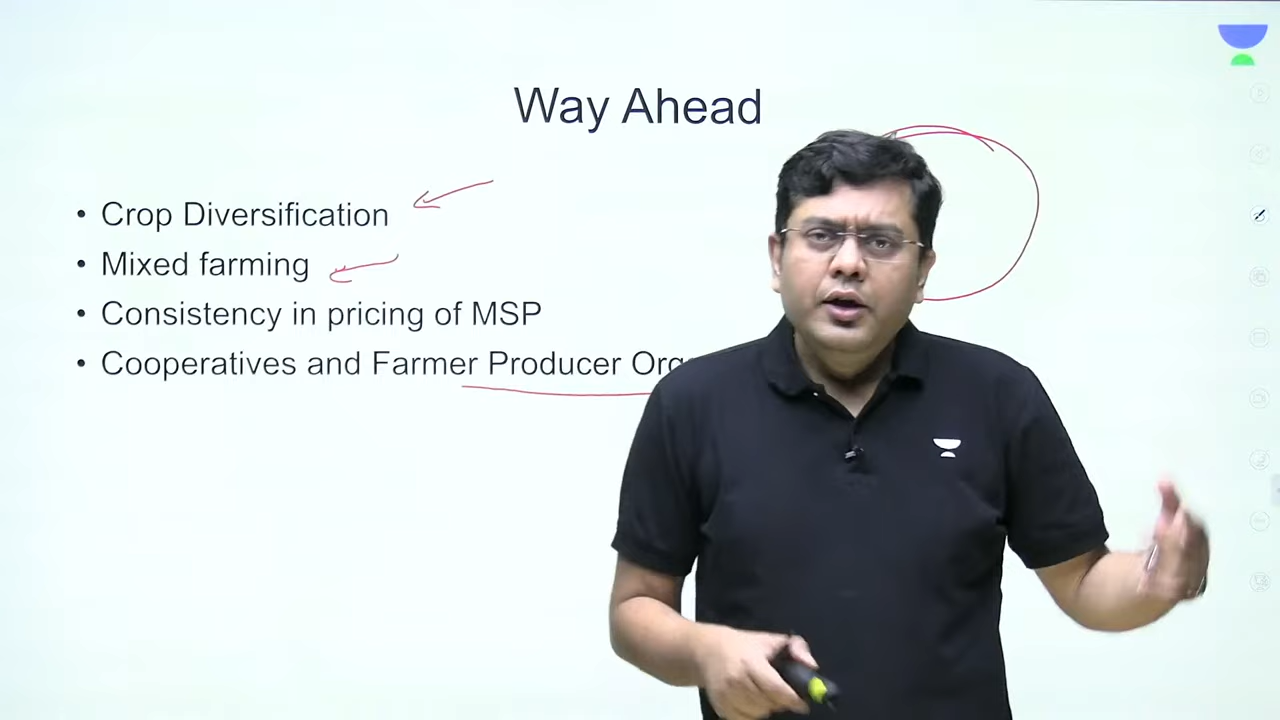 Way Ahead
• Crop Diversification
• Mixed farming
• Consistency in pricing of MSP
• Cooperatives and Farmer Producer